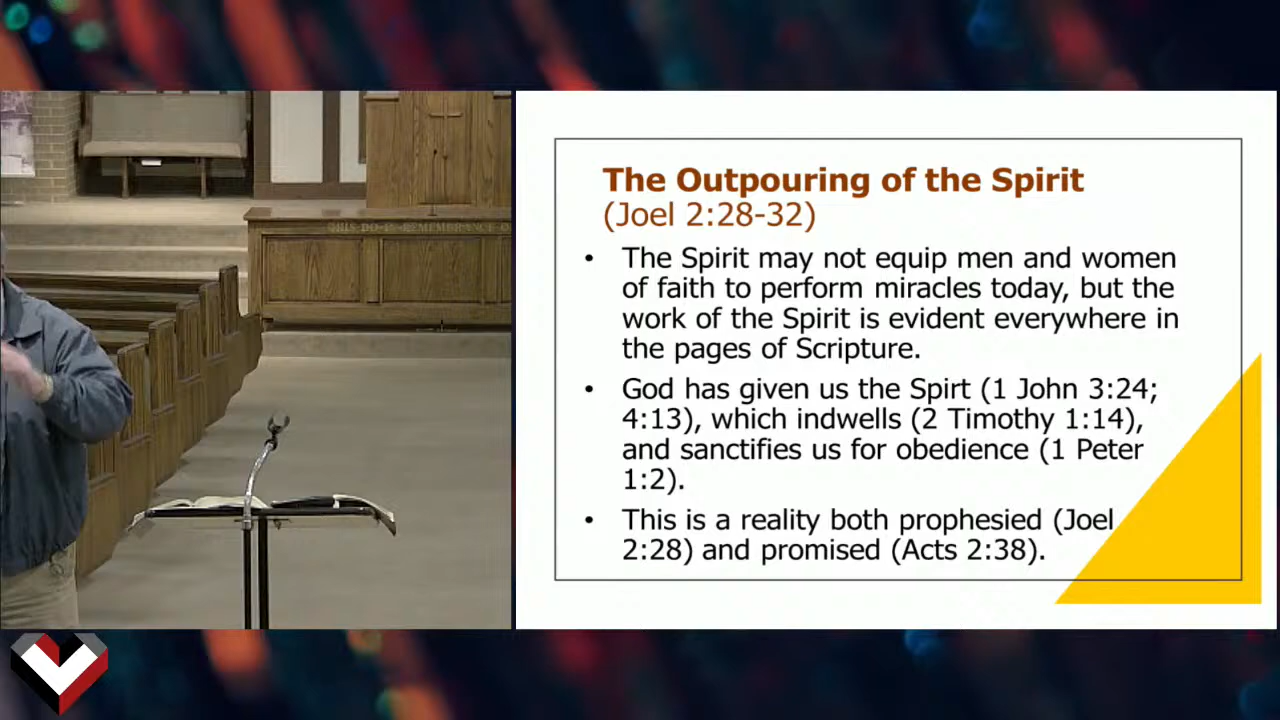 THIS DO IN REMEMBRANCE O
The Outpouring of the Spirit
(Joel 2:28-32)
• The Spirit may not equip men and women
of faith to perform miracles today, but the
work of the Spirit is evident everywhere in
the pages of Scripture.
• God has given us the Spirt (1 John 3:24;
4:13), which indwells (2 Timothy 1:14),
and sanctifies us for obedience (1 Peter
1:2).
• This is a reality both prophesied (Joel
2:28) and promised (Acts 2:38).